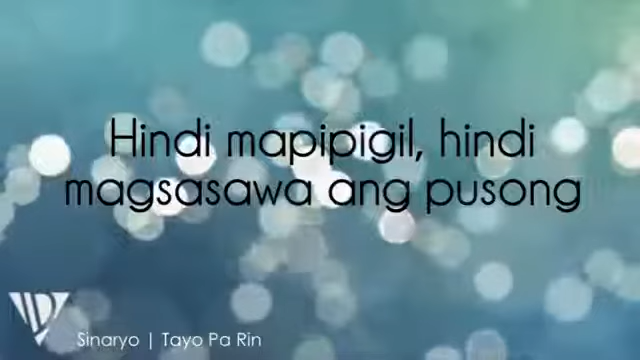 Hindi mapipigil, hindi
magsasawa ang pusong
Sinaryo | Tayo Pa Rin